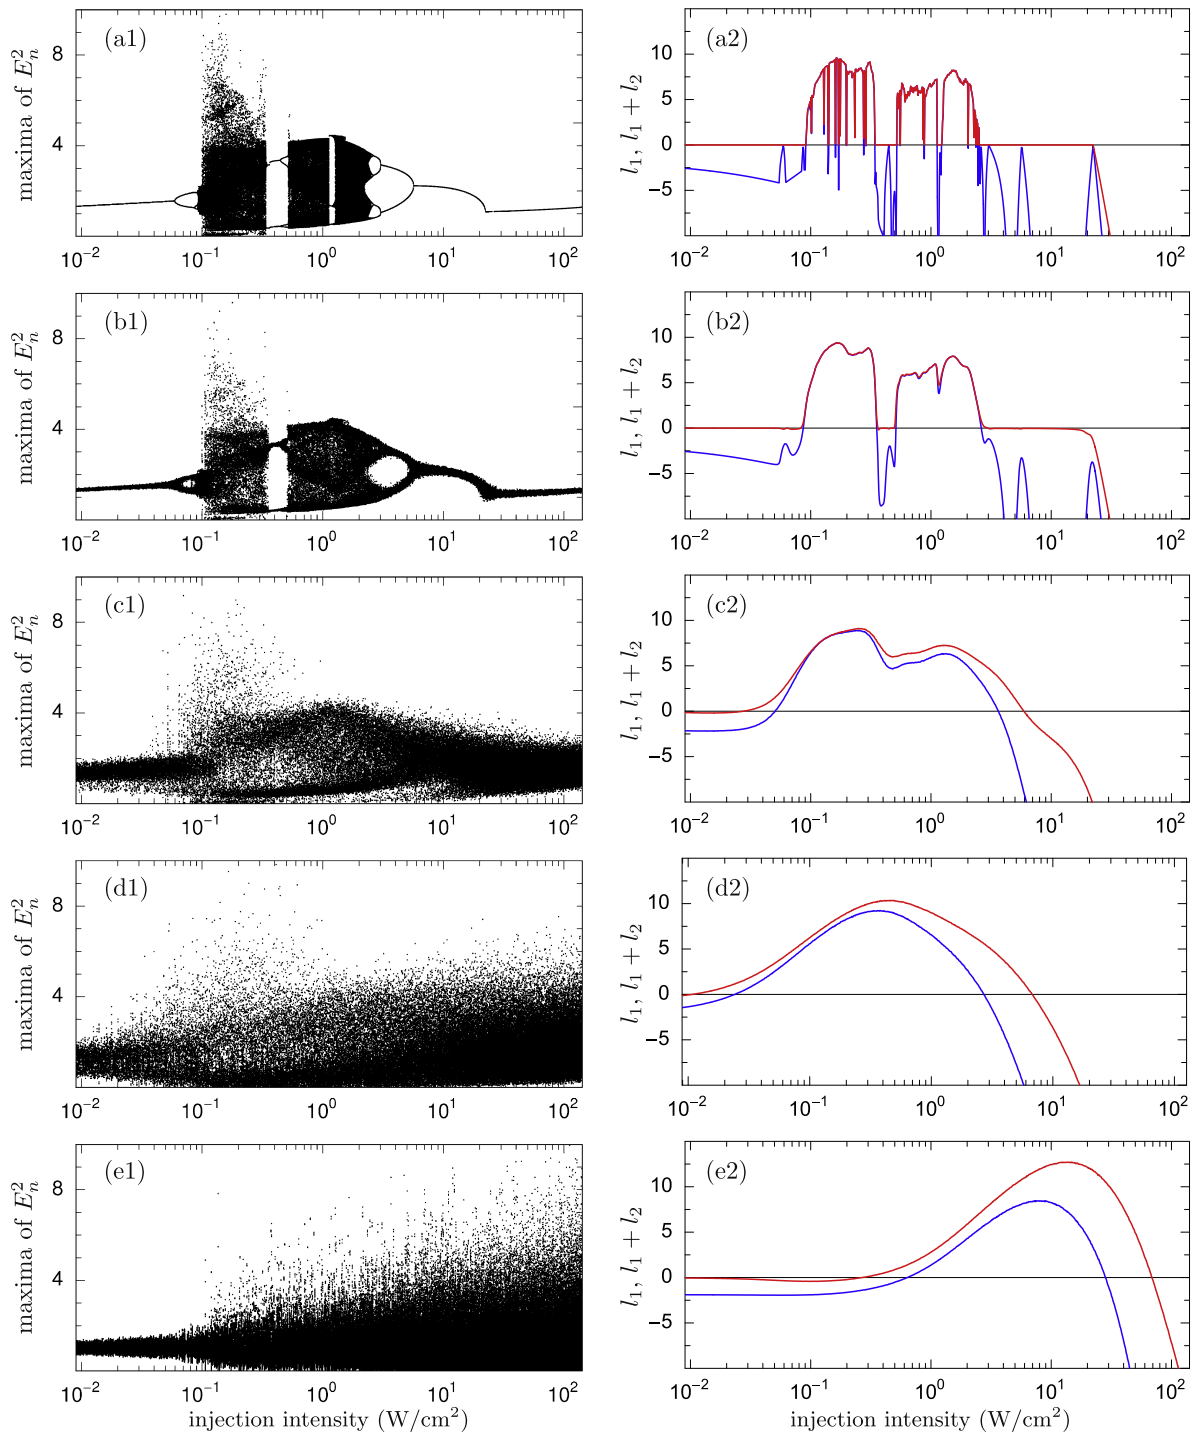 (a1)
maxima of E_n^2
8
4
10^−2 10^−1 10^0 10^1 10^2
(a2)
l_1, l_1 + l_2
10
5
0
−5
10^−2 10^−1 10^0 10^1 10^2
(b1)
maxima of E_n^2
8
4
10^−2 10^−1 10^0 10^1 10^2
(b2)
l_1, l_1 + l_2
10
5
0
−5
10^−2 10^−1 10^0 10^1 10^2
(c1)
maxima of E_n^2
8
4
10^−2 10^−1 10^0 10^1 10^2
(c2)
l_1, l_1 + l_2
10
5
0
−5
10^−2 10^−1 10^0 10^1 10^2
(d1)
maxima of E_n^2
8
4
10^−2 10^−1 10^0 10^1 10^2
(d2)
l_1, l_1 + l_2
10
5
0
−5
10^−2 10^−1 10^0 10^1 10^2
(e1)
maxima of E_n^2
8
4
10^−2 10^−1 10^0 10^1 10^2
injection intensity (W/cm^2)
(e2)
l_1, l_1 + l_2
10
5
0
−5
10^−2 10^−1 10^0 10^1 10^2
injection intensity (W/cm^2)